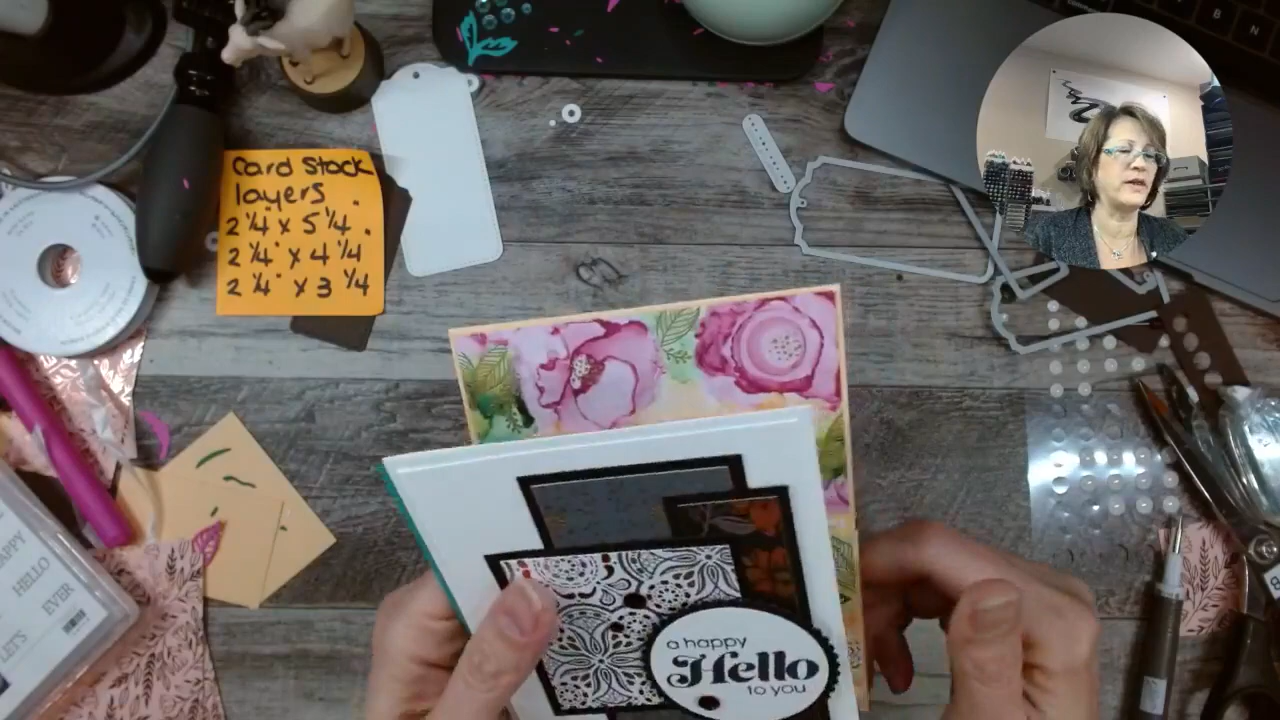 Card Stock
layers.
2 1/4 x 5 1/4.
2 1/4" x 4 1/4
2 1/4" x 3 1/4
a happy
Hello
to you
HAPPY
HELLO
EVER
LET'S
B
N